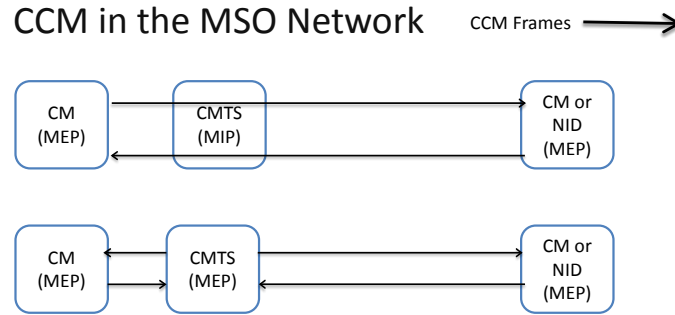 CCM in the MSO Network
CCM Frames
CM
(MEP)
CMTS
(MIP)
CM or
NID
(MEP)
CM
(MEP)
CMTS
(MEP)
CM or
NID
(MEP)